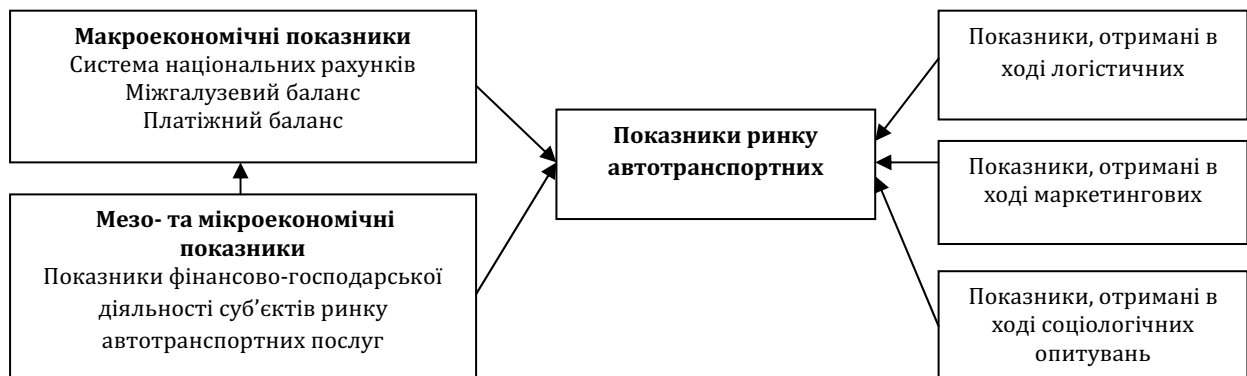 Макроекономічні показники
Система національних рахунків
Міжгалузевий баланс
Платіжний баланс
Мезо- та мікроекономічні
показники
Показники фінансово-господарської
діяльності суб’єктів ринку
автотранспортних послуг
Показники ринку
автотранспортних
Показники, отримані в
ході логістичних
Показники, отримані в
ході маркетингових
Показники, отримані в
ході соціологічних
опитувань